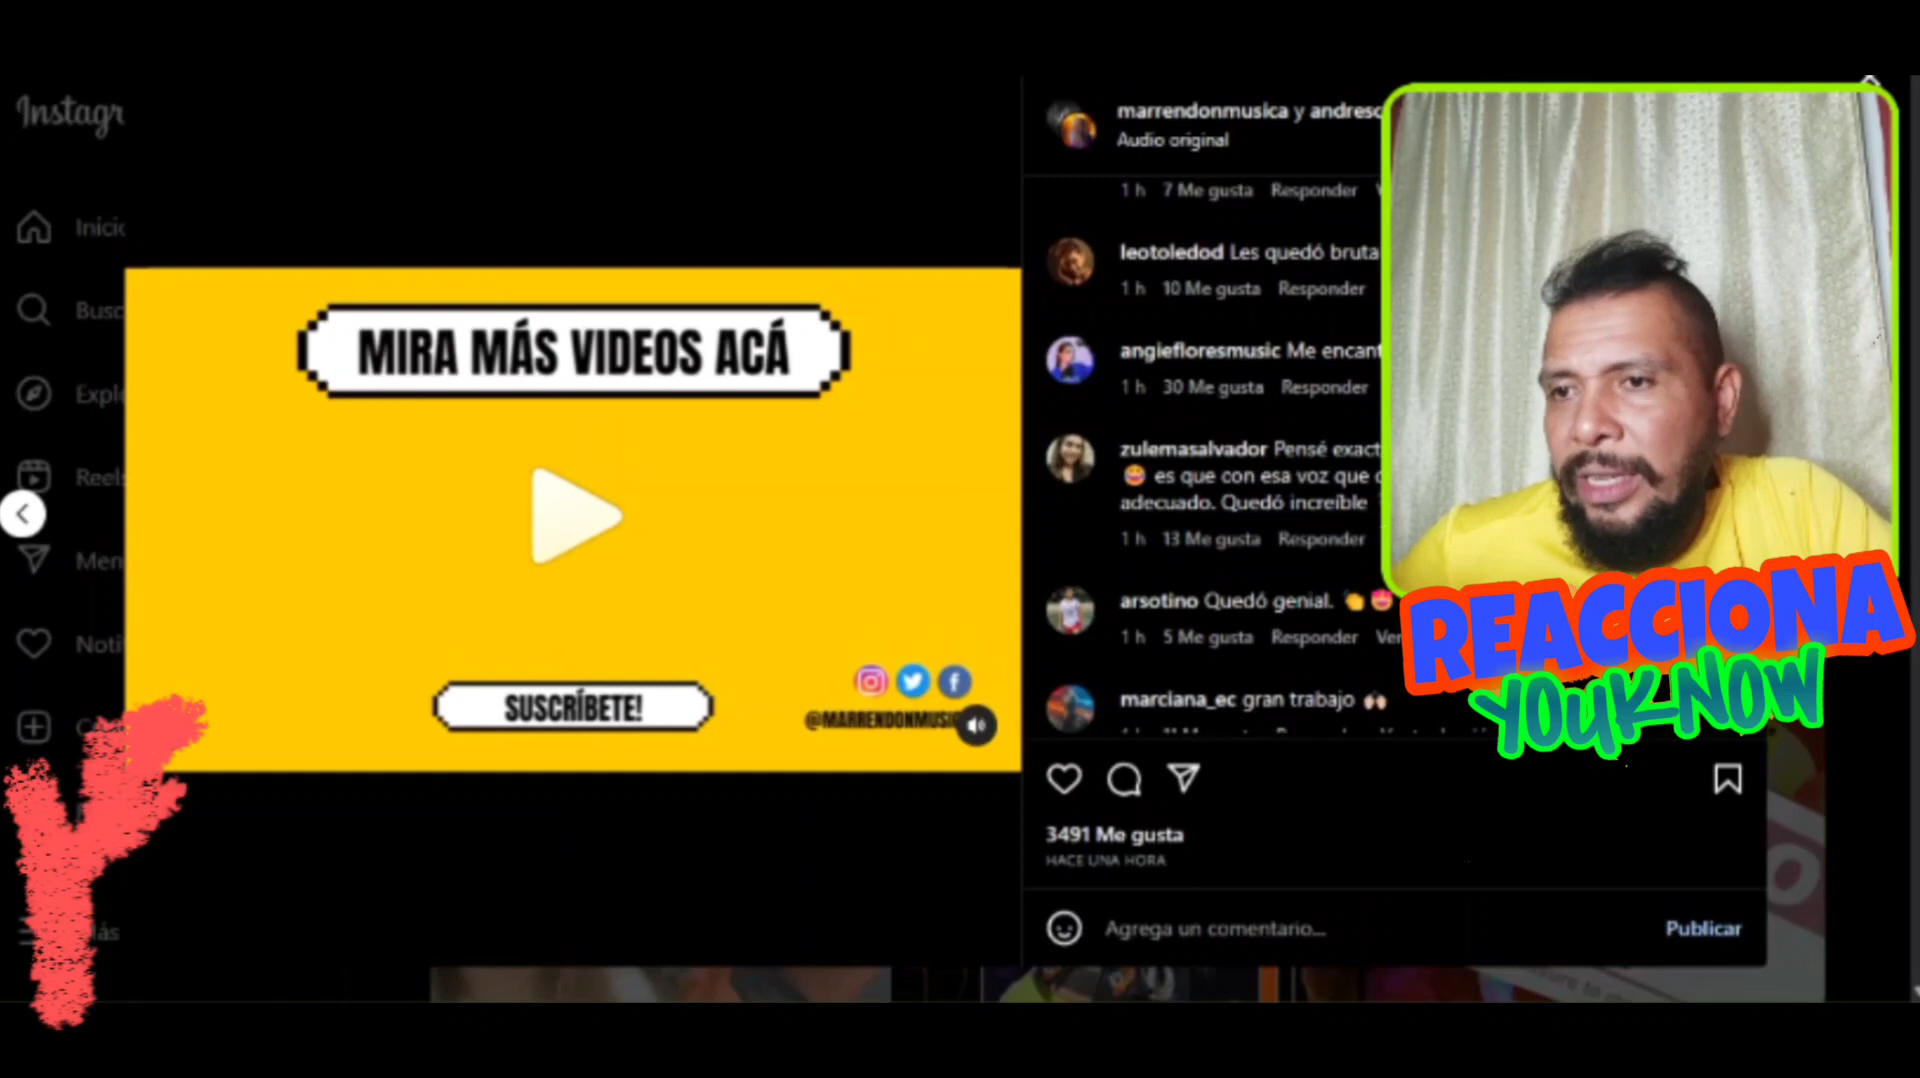 Instagr
Inicio
Busc
Explo
Reels
Men
Noti
MIRA MÁS VIDEOS ACÁ
SUSCRÍBETE!
@MARRENDONMUSIC
marrendonmusica y andresc
Audio original
1 h 7 Me gusta Responder
leotoledod Les quedó bruta
1 h 10 Me gusta Responder
angiefloresmusic Me encant
1 h 30 Me gusta Responder
zulemasalvador Pensé exact
🤩 es que con esa voz que
adecuado. Quedó increíble
1 h 13 Me gusta Responder
arsotino Quedó genial. 👏😍
1 h 5 Me gusta Responder Ver
marciana_ec gran trabajo 🙌🏻
3491 Me gusta
HACE UNA HORA
Agrega un comentario...
Publicar
REACCIONA
YOUKNOW
Y